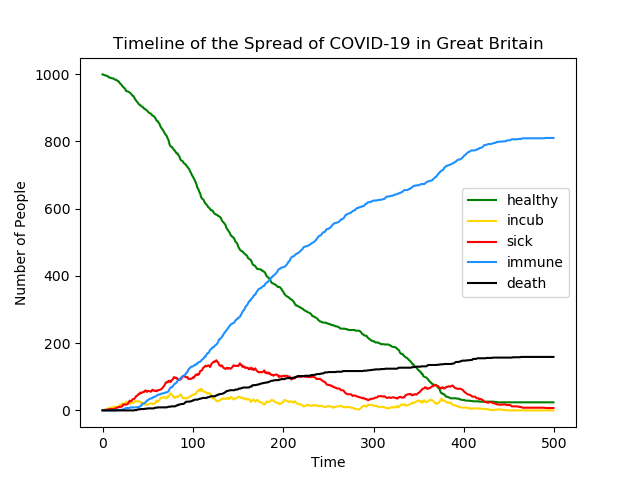 Timeline of the Spread of COVID-19 in Great Britain
1000
800
600
400
200
0
Number of People
healthy
incub
sick
immune
death
0 100 200 300 400 500
Time